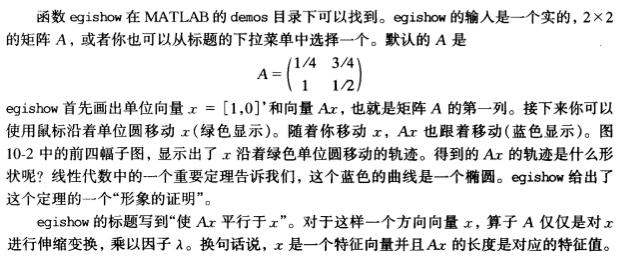 函数 egishow 在 MATLAB 的 demos 目录下可以找到。egishow 的输人是一个实的，2×2
的矩阵 A，或者你也可以从标题的下拉菜单中选择一个。默认的 A 是
A = (1/4 3/4
1 1/2)
egishow 首先画出单位向量 x = [1,0]'和向量 Ax，也就是矩阵 A 的第一列。接下来你可以
使用鼠标沿着单位圆移动 x(绿色显示)。随着你移动 x，Ax 也跟着移动(蓝色显示)。图
10-2 中的前四幅子图，显示出了 x 沿着绿色单位圆移动的轨迹。得到的 Ax 的轨迹是什么形
状呢？线性代数中的一个重要定理告诉我们，这个蓝色的曲线是一个椭圆。egishow 给出了
这个定理的一个“形象的证明”。
egishow 的标题写到“使 Ax 平行于 x”。对于这样一个方向向量 x，算子 A 仅仅是对 x
进行伸缩变换，乘以因子 λ。换句话说，x 是一个特征向量并且 Ax 的长度是对应的特征值。